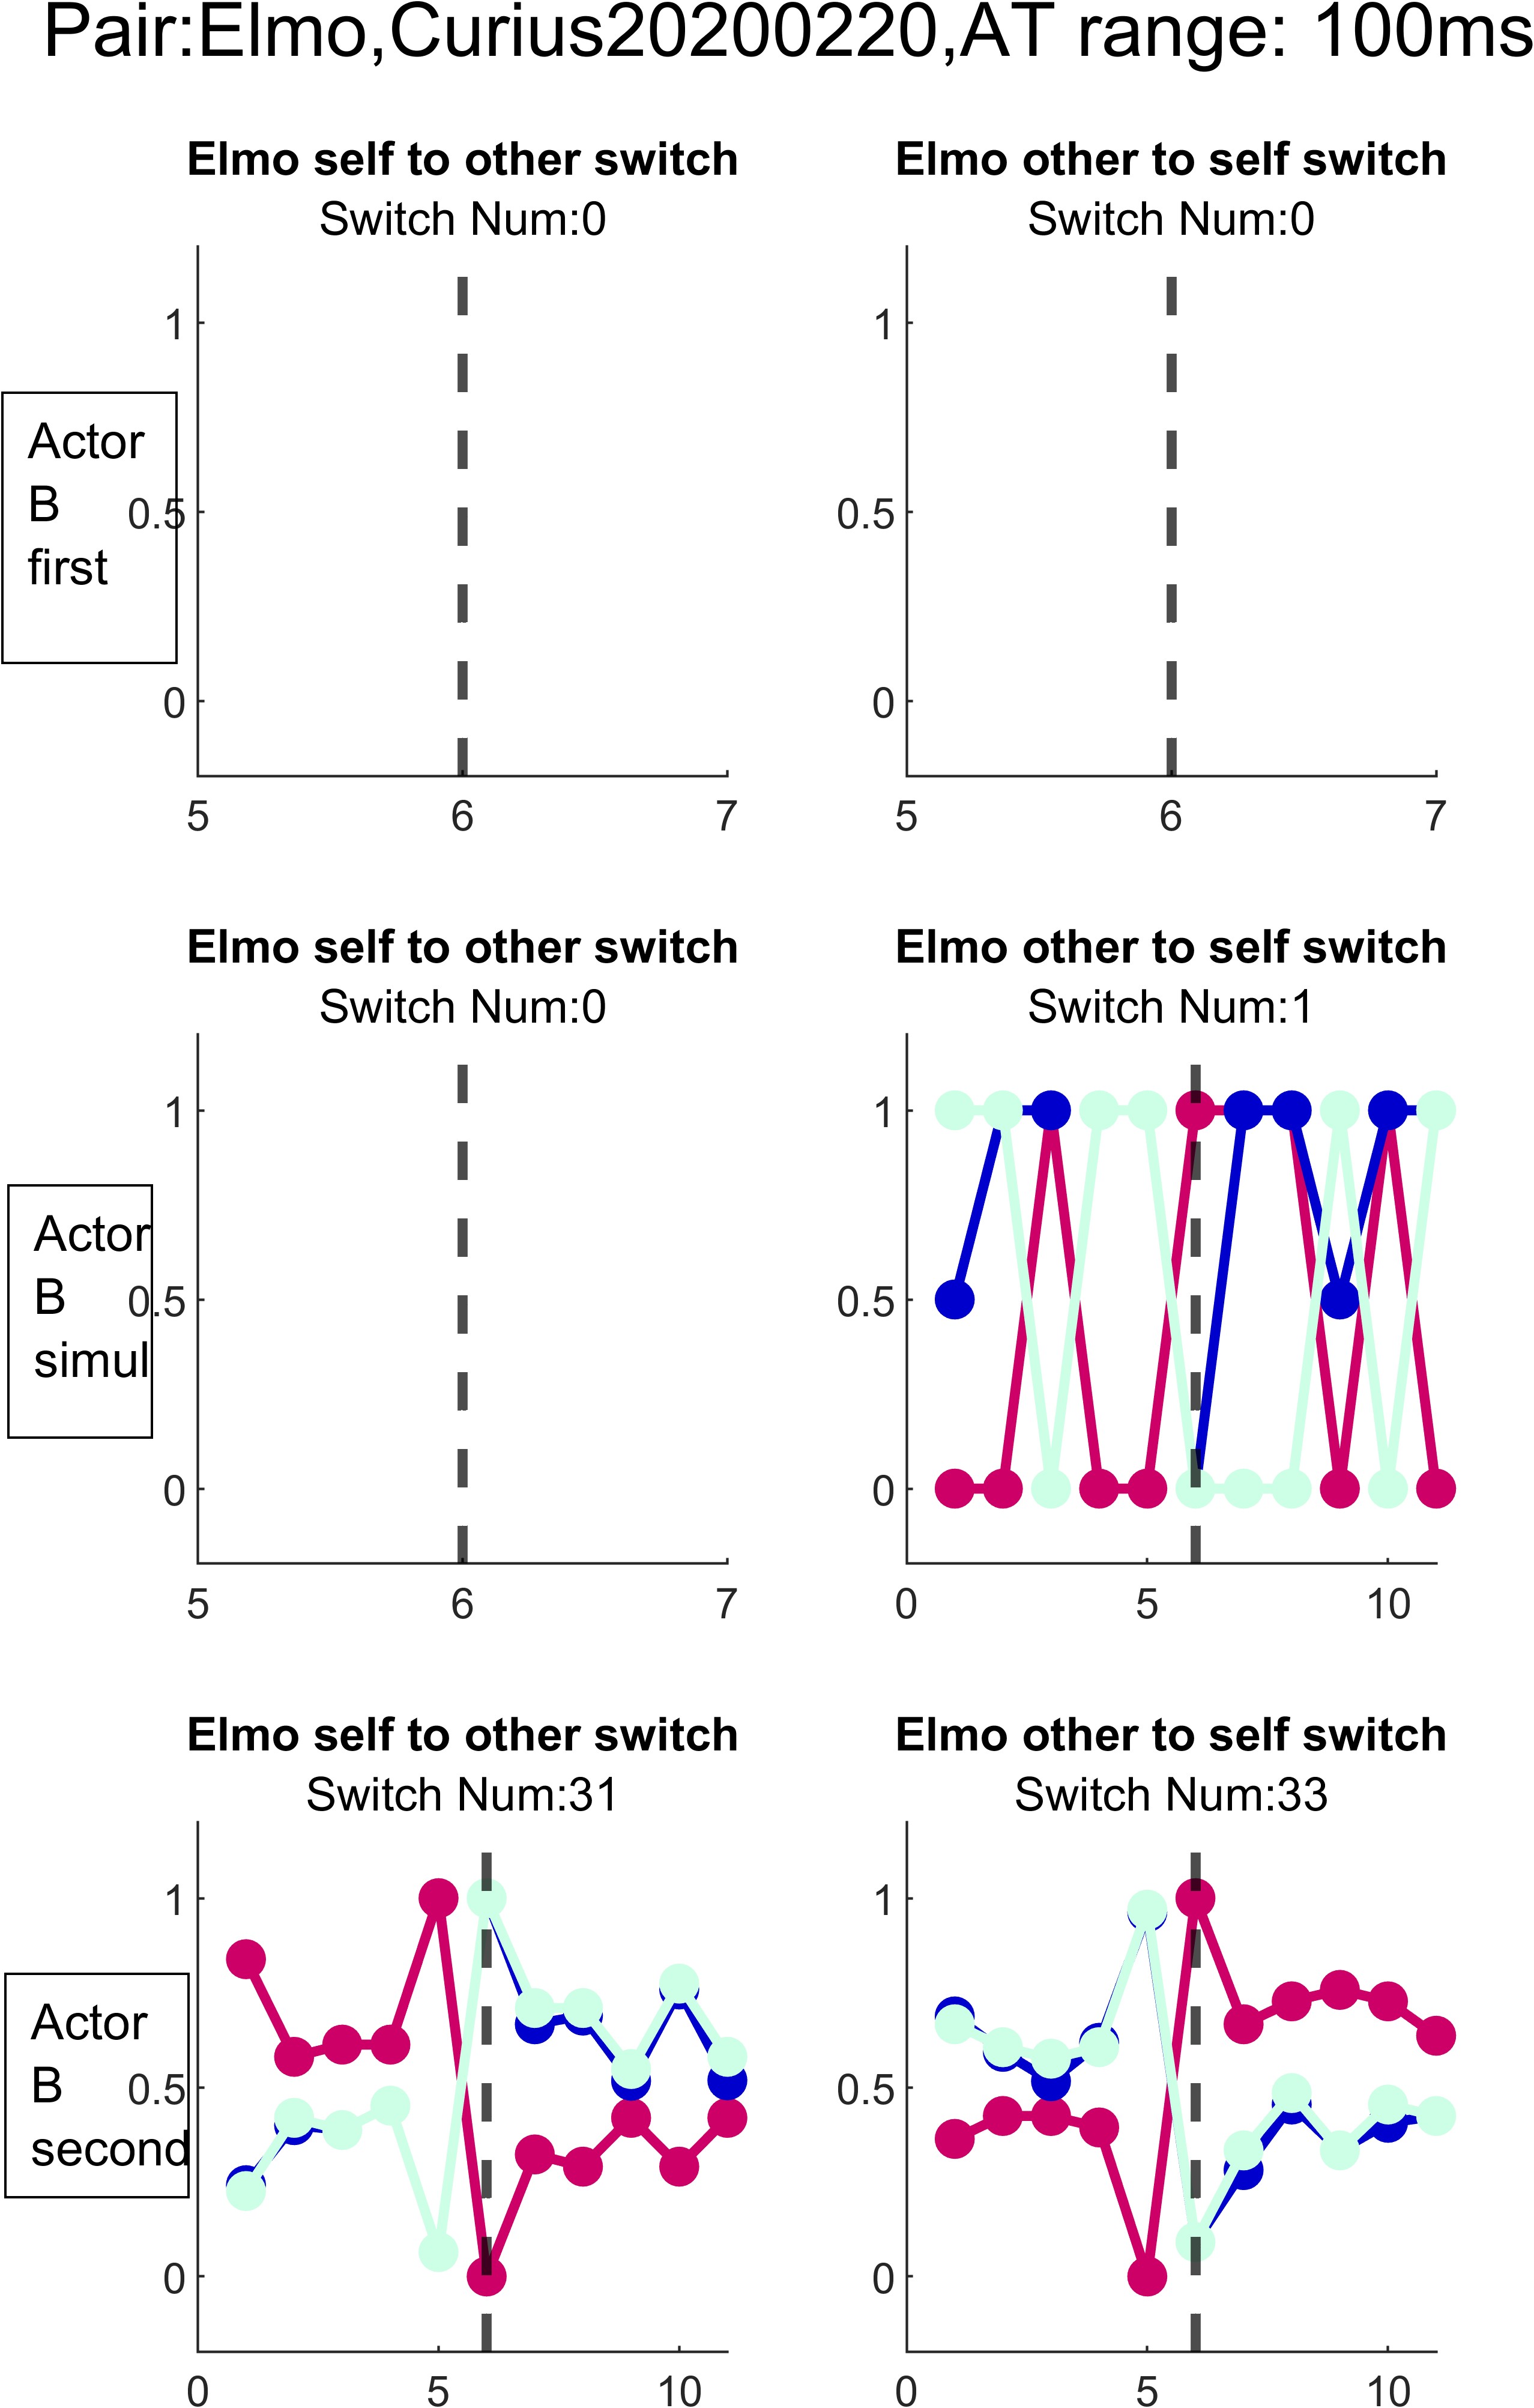 Pair:Elmo,Curius20200220,AT range: 100ms
Elmo self to other switch
Switch Num:0
1
0.5
0
5 6 7
Elmo other to self switch
Switch Num:0
1
0.5
0
5 6 7
Actor
B
first
Elmo self to other switch
Switch Num:0
1
0.5
0
5 6 7
Elmo other to self switch
Switch Num:1
1
0.5
0
0 5 10
Actor
B
simul
Elmo self to other switch
Switch Num:31
1
0.5
0
0 5 10
Elmo other to self switch
Switch Num:33
1
0.5
0
0 5 10
Actor
B
second